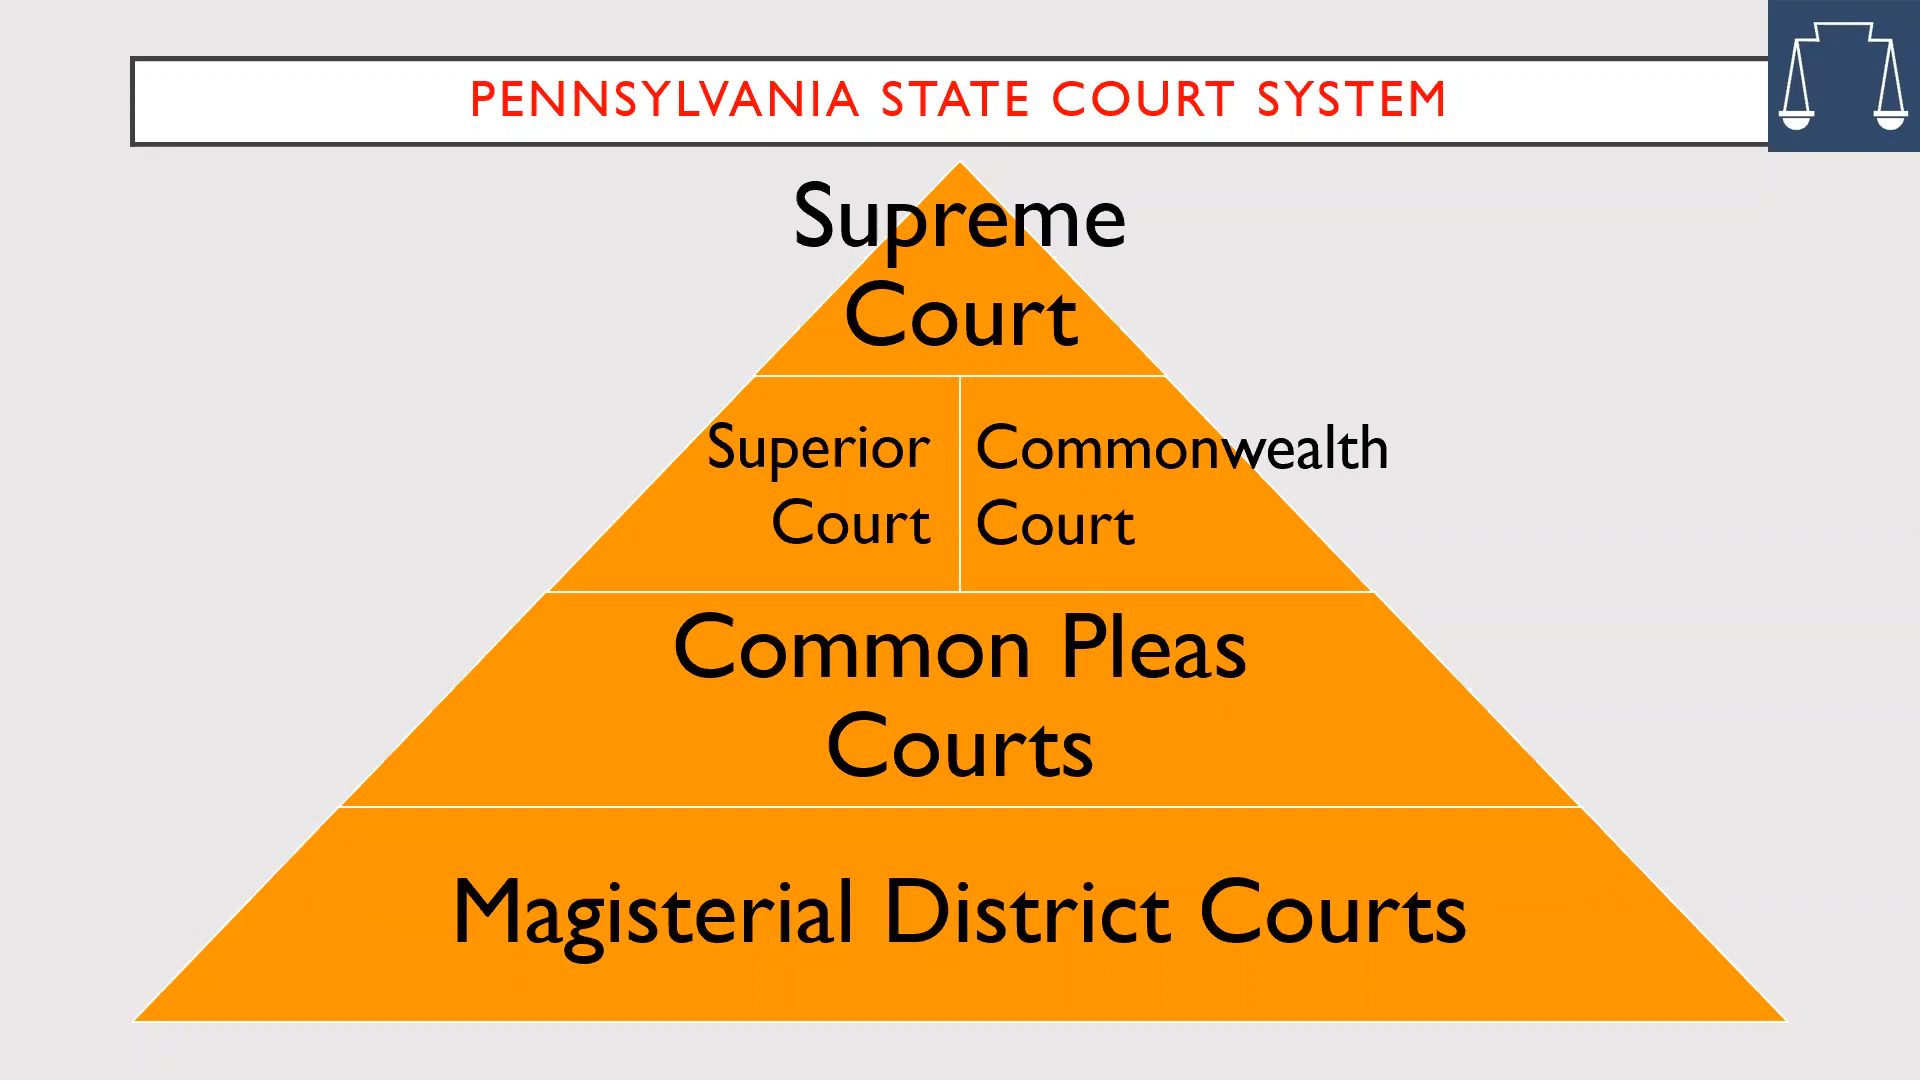 PENNSYLVANIA STATE COURT SYSTEM
Supreme
Court
Superior
Court
Commonwealth
Court
Common Pleas
Courts
Magisterial District Courts